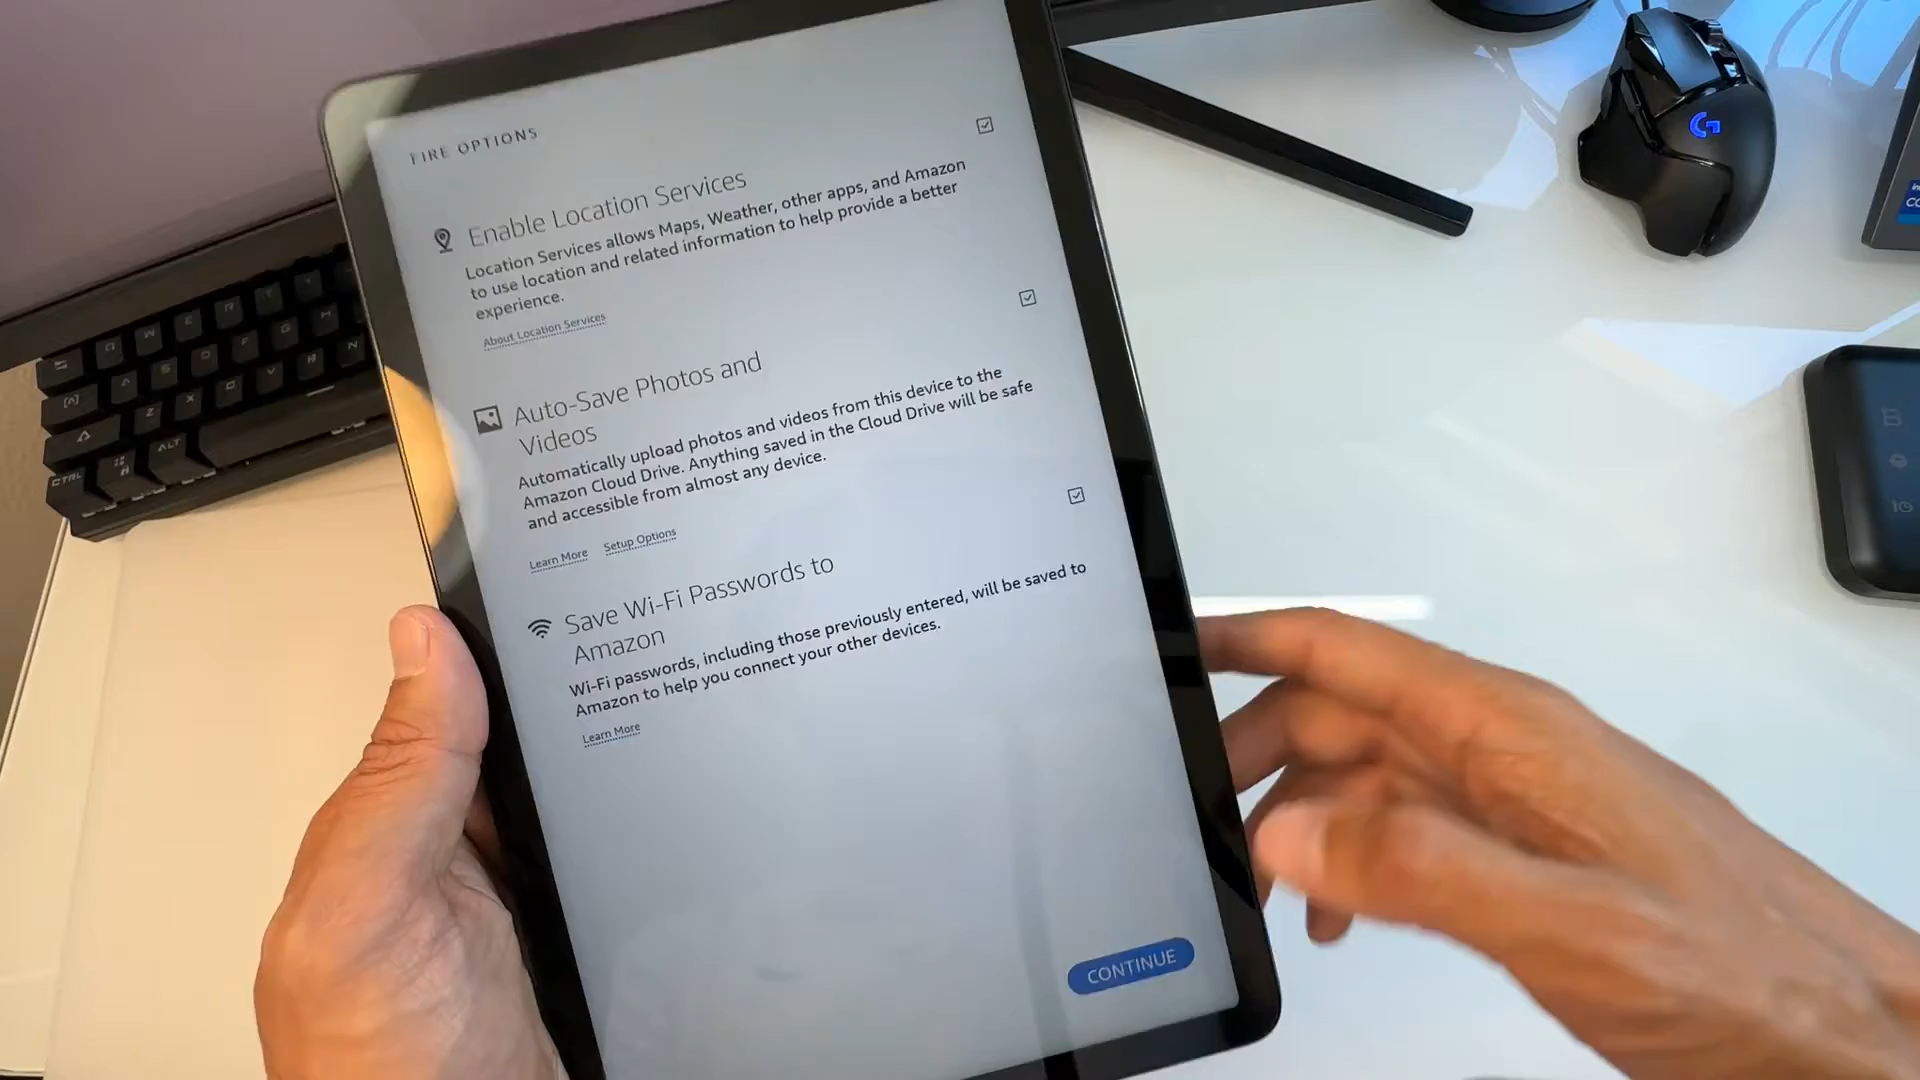 FIRE OPTIONS
Enable Location Services
Location Services allows Maps, Weather, other apps, and Amazon
to use location and related information to help provide a better
experience.
About Location Services
Auto-Save Photos and
Videos
Automatically upload photos and videos from this device to the
Amazon Cloud Drive. Anything saved in the Cloud Drive will be safe
and accessible from almost any device.
Learn More Setup Options
Save Wi-Fi Passwords to
Amazon
Wi-Fi passwords, including those previously entered, will be saved to
Amazon to help you connect your other devices.
Learn More
CONTINUE
CTRL
ALT
G